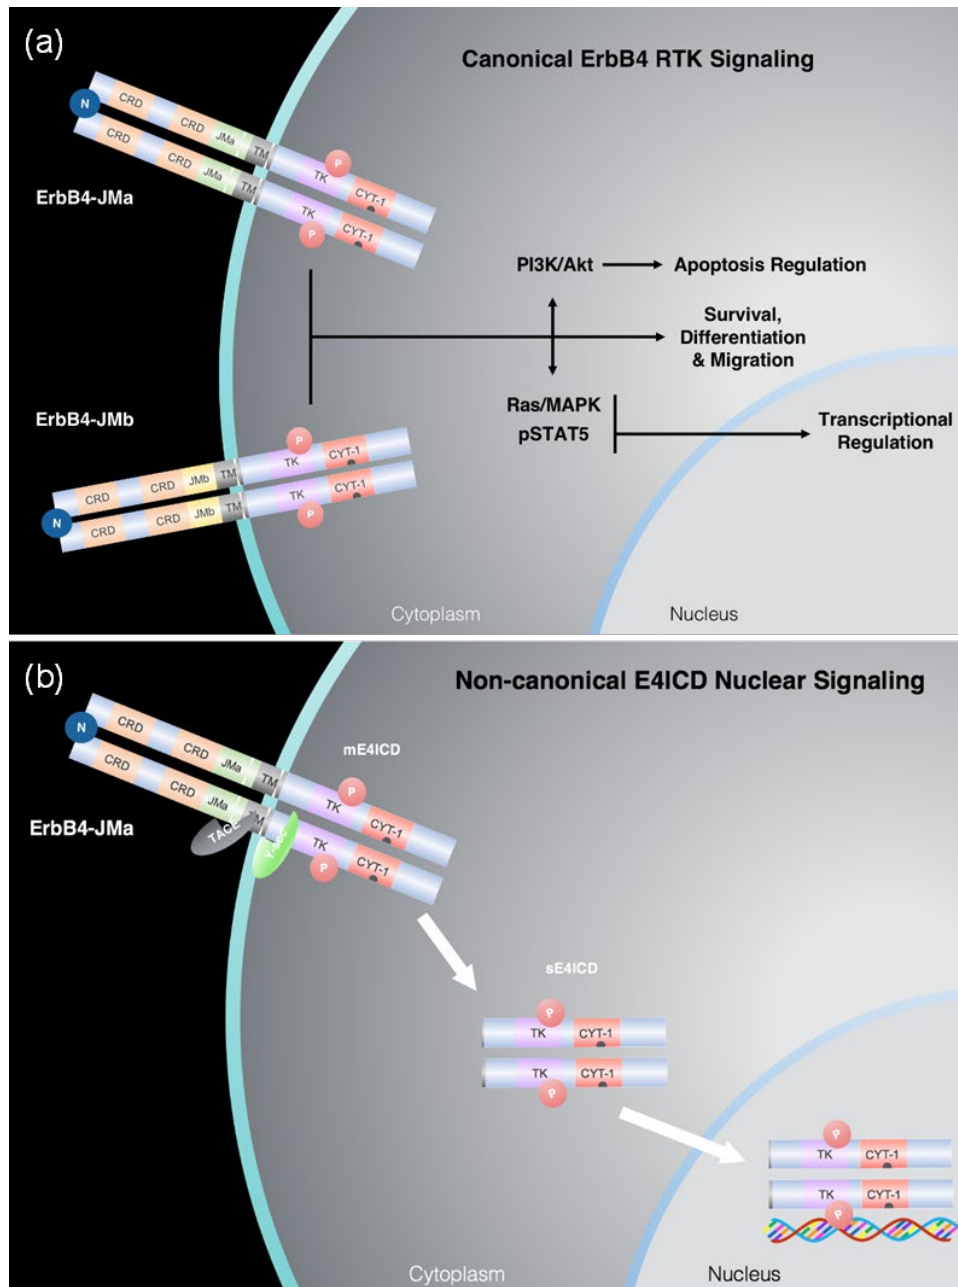 (a)
Canonical ErbB4 RTK Signaling
N
CRD
CRD
JMa
TM
TK
P
CYT-1
CRD
CRD
JMa
TM
TK
P
CYT-1
ErbB4-JMa
PI3K/Akt
Apoptosis Regulation
Survival,
Differentiation
& Migration
Ras/MAPK
pSTAT5
Transcriptional
Regulation
ErbB4-JMb
N
CRD
CRD
JMb
TM
TK
P
CYT-1
CRD
CRD
JMb
TM
TK
P
CYT-1
Cytoplasm
Nucleus
(b)
Non-canonical E4ICD Nuclear Signaling
N
CRD
CRD
JMa
TM
mE4ICD
TK
P
CYT-1
CRD
CRD
JMa
TM
TK
P
CYT-1
ErbB4-JMa
TACE
Y-sec
sE4ICD
P
TK
CYT-1
TK
CYT-1
P
P
TK
CYT-1
TK
CYT-1
P
Cytoplasm
Nucleus